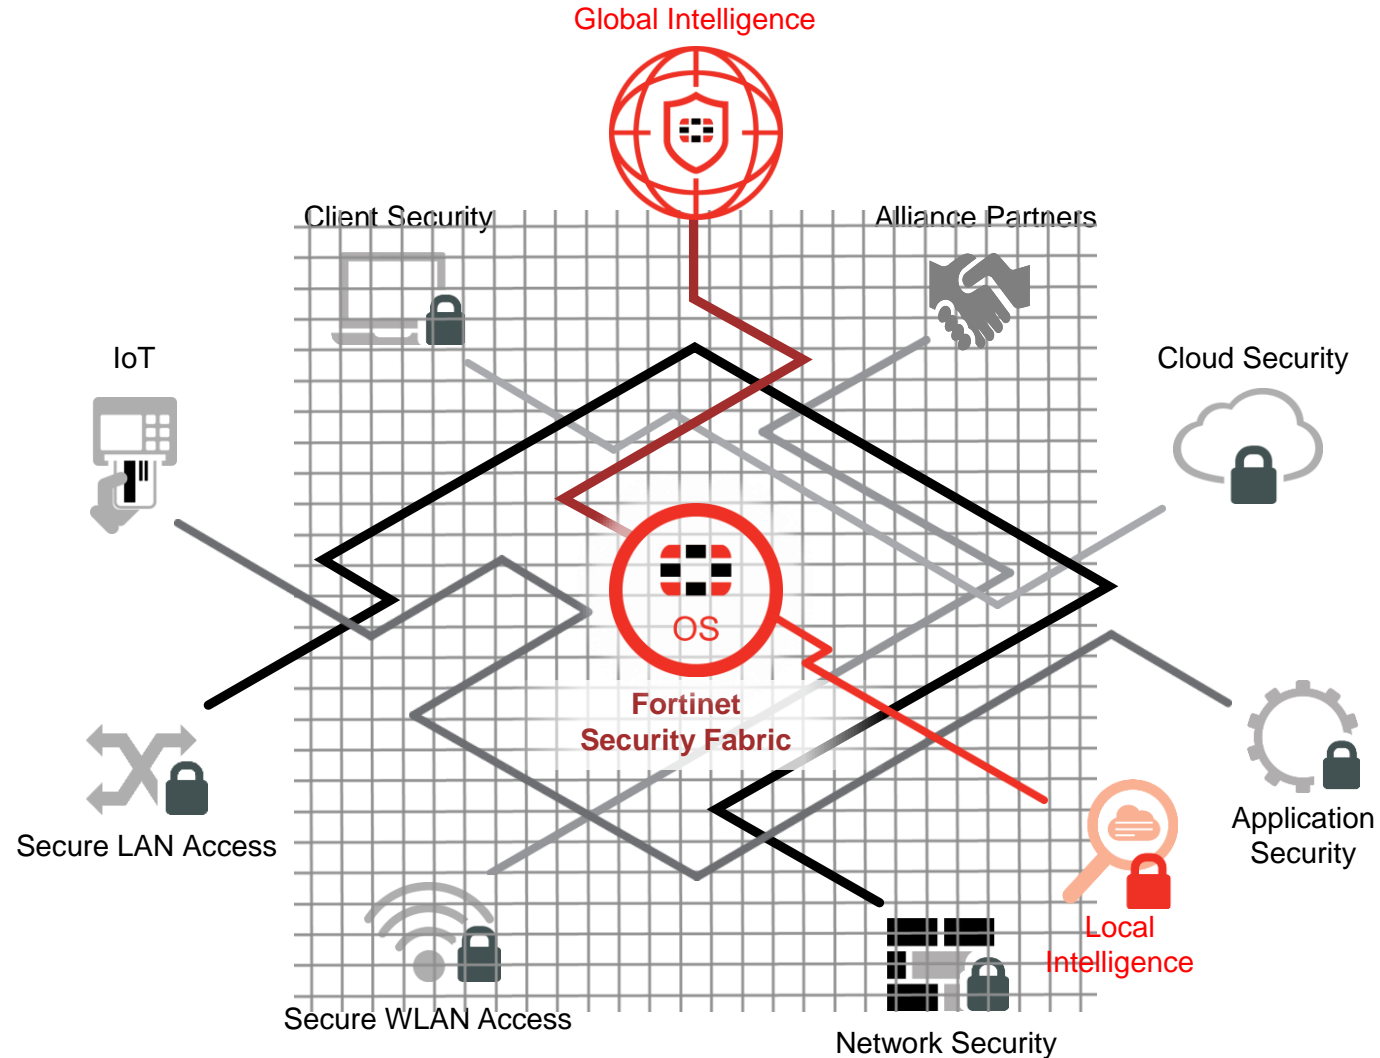 Global Intelligence
Client Security
Alliance Partners
IoT
Cloud Security
OS
Fortinet
Security Fabric
Application
Security
Secure LAN Access
Local
Intelligence
Secure WLAN Access
Network Security